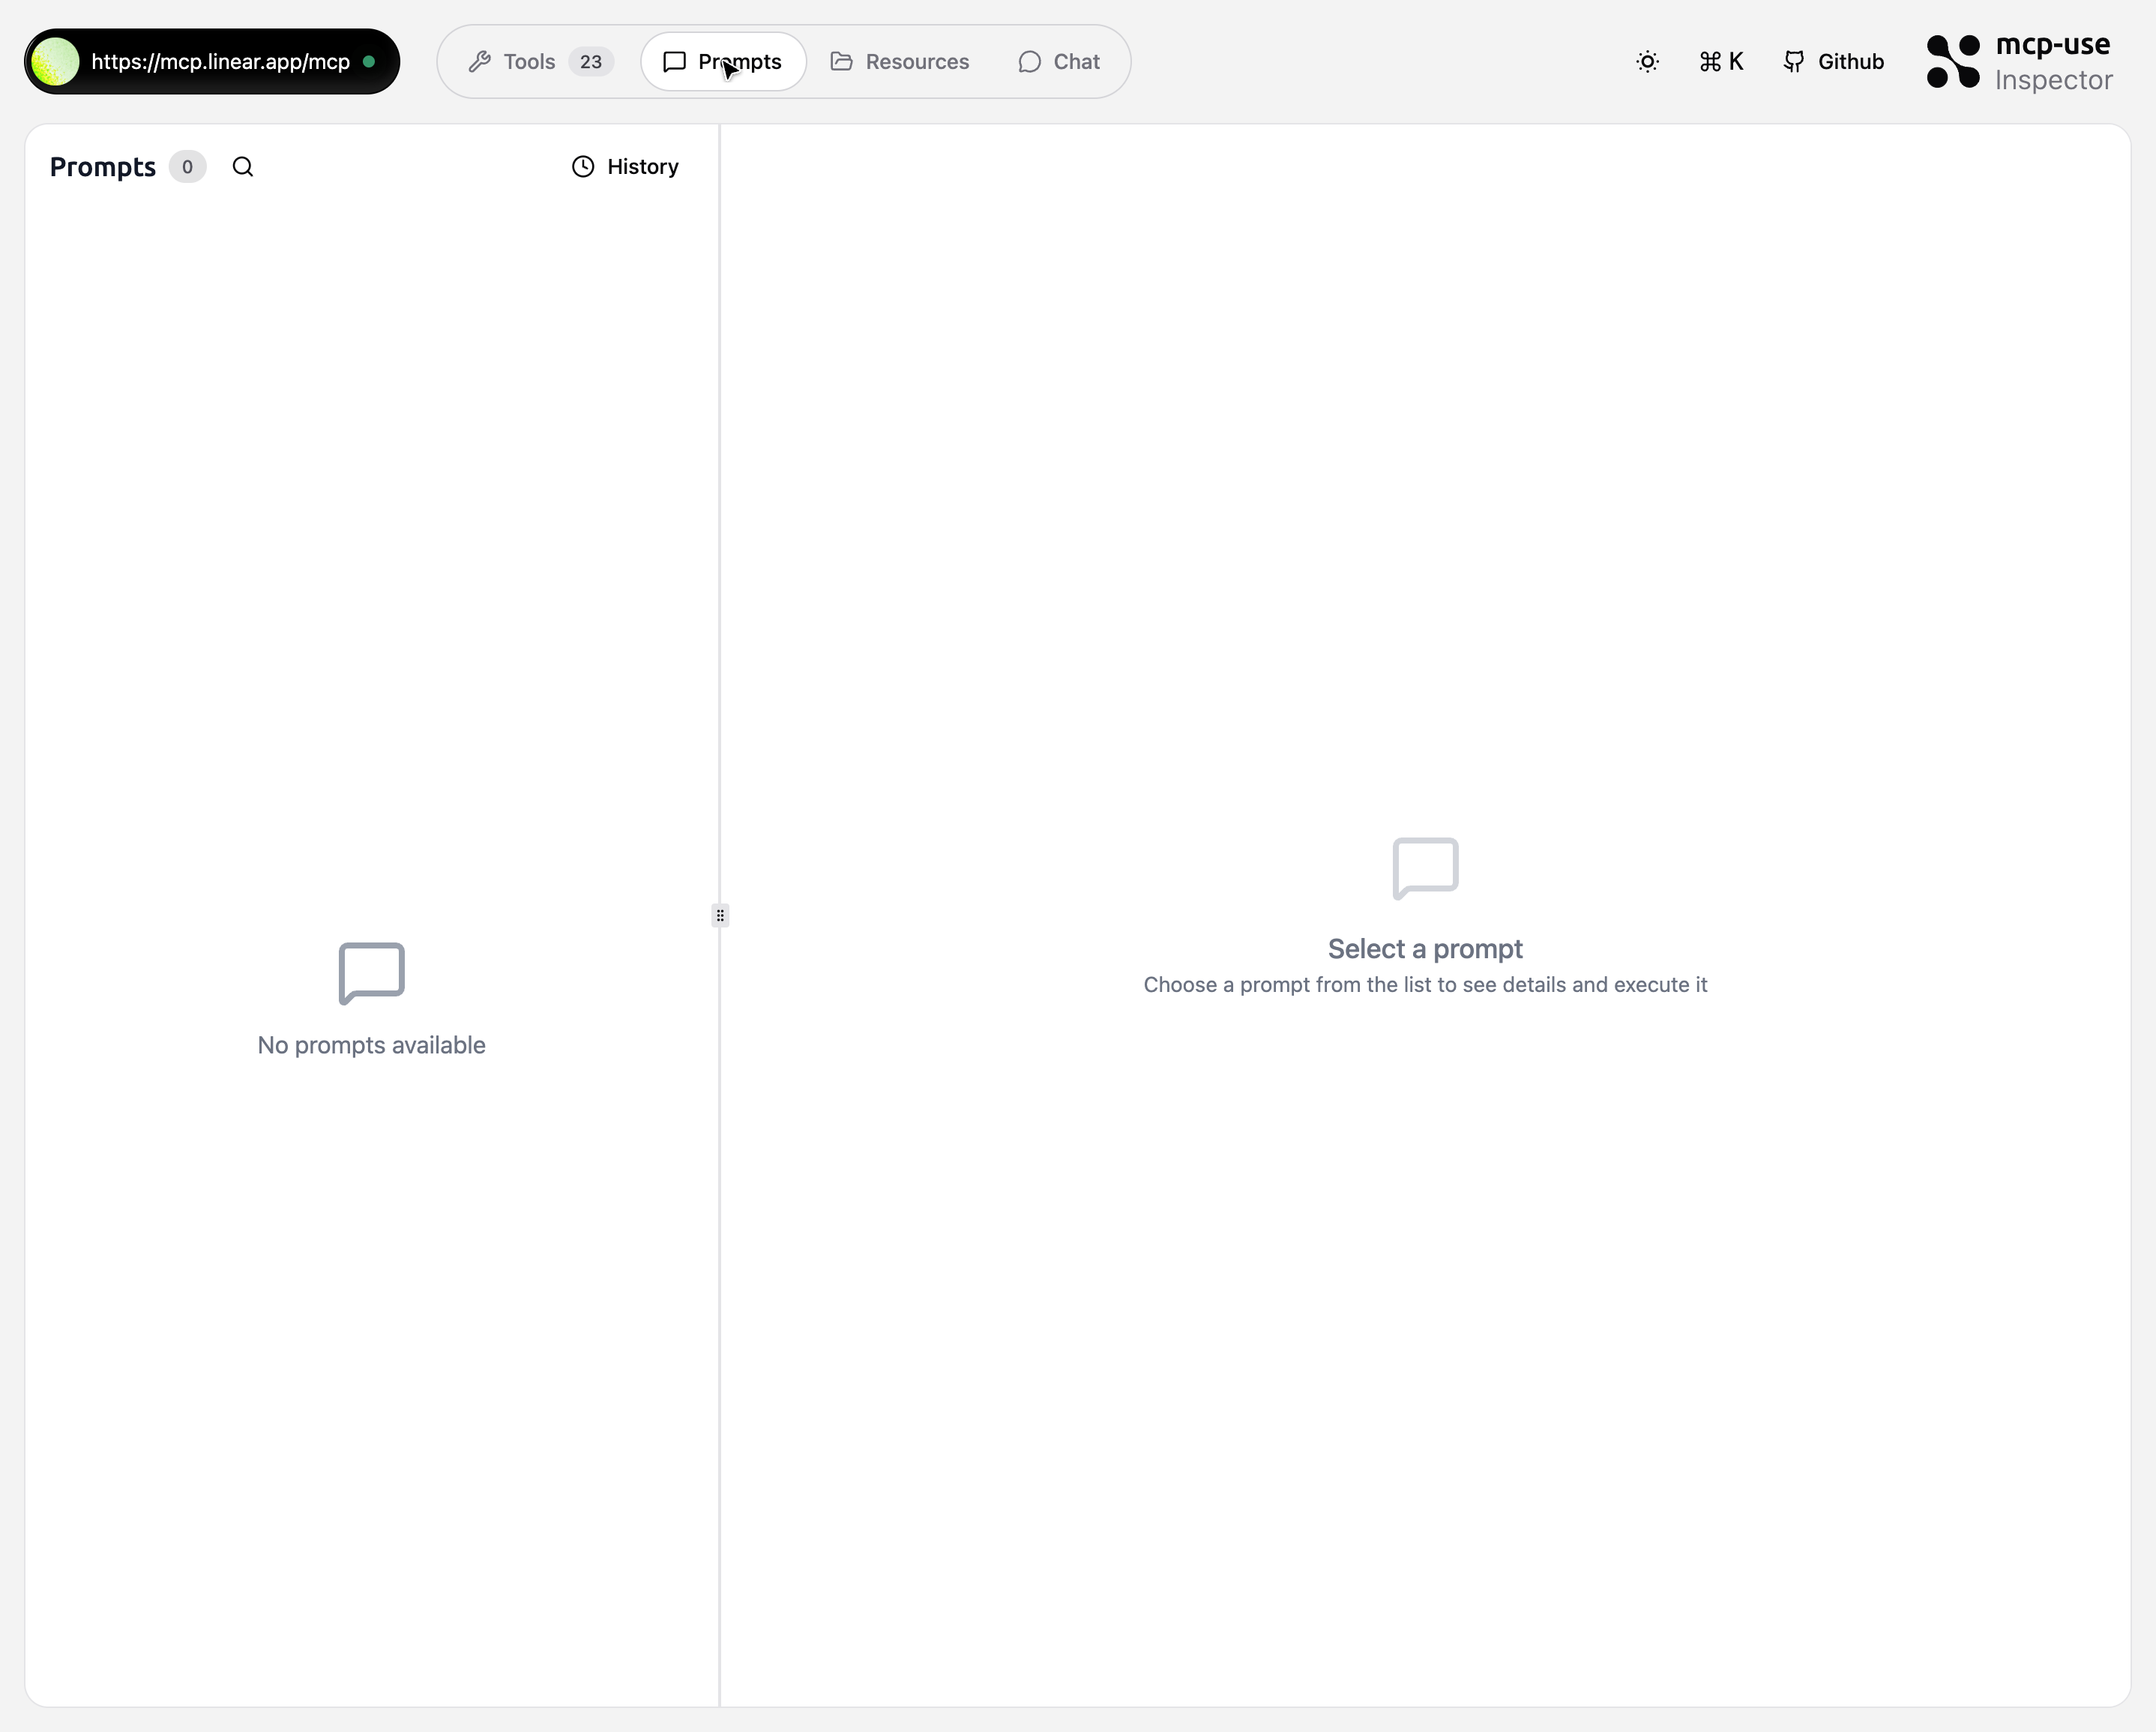 https://mcp.linear.app/mcp
Tools 23
Prompts
Resources
Chat
⌘ K
Github
mcp-use
Inspector
Prompts 0
History
No prompts available
Select a prompt
Choose a prompt from the list to see details and execute it